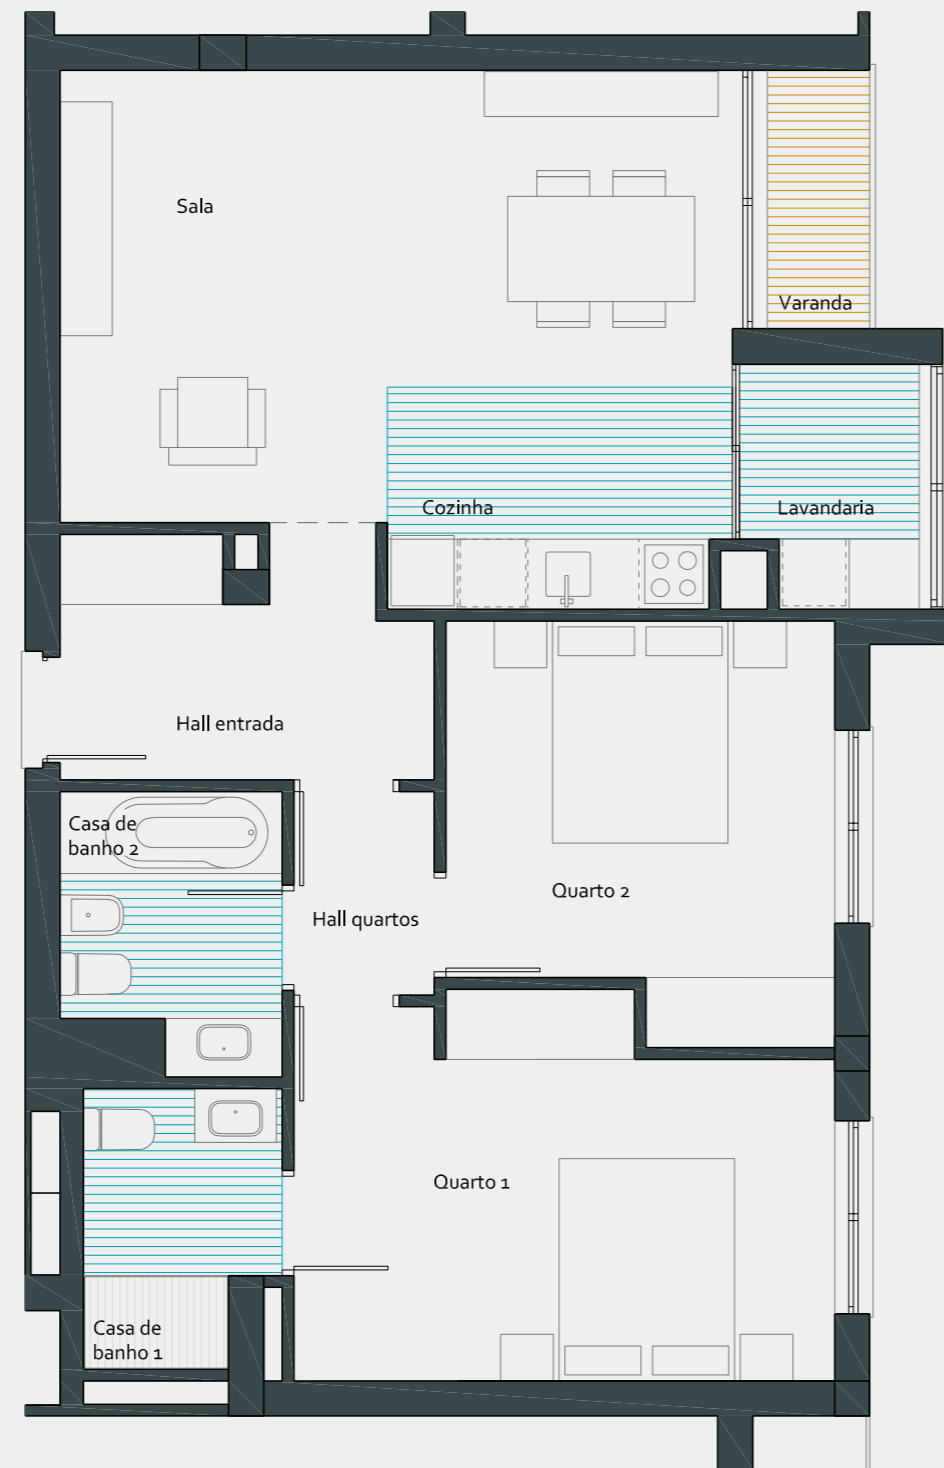 Sala
Varanda
Cozinha
Lavandaria
Hall entrada
Casa de
banho 2
Quarto 2
Hall quartos
Quarto 1
Casa de
banho 1